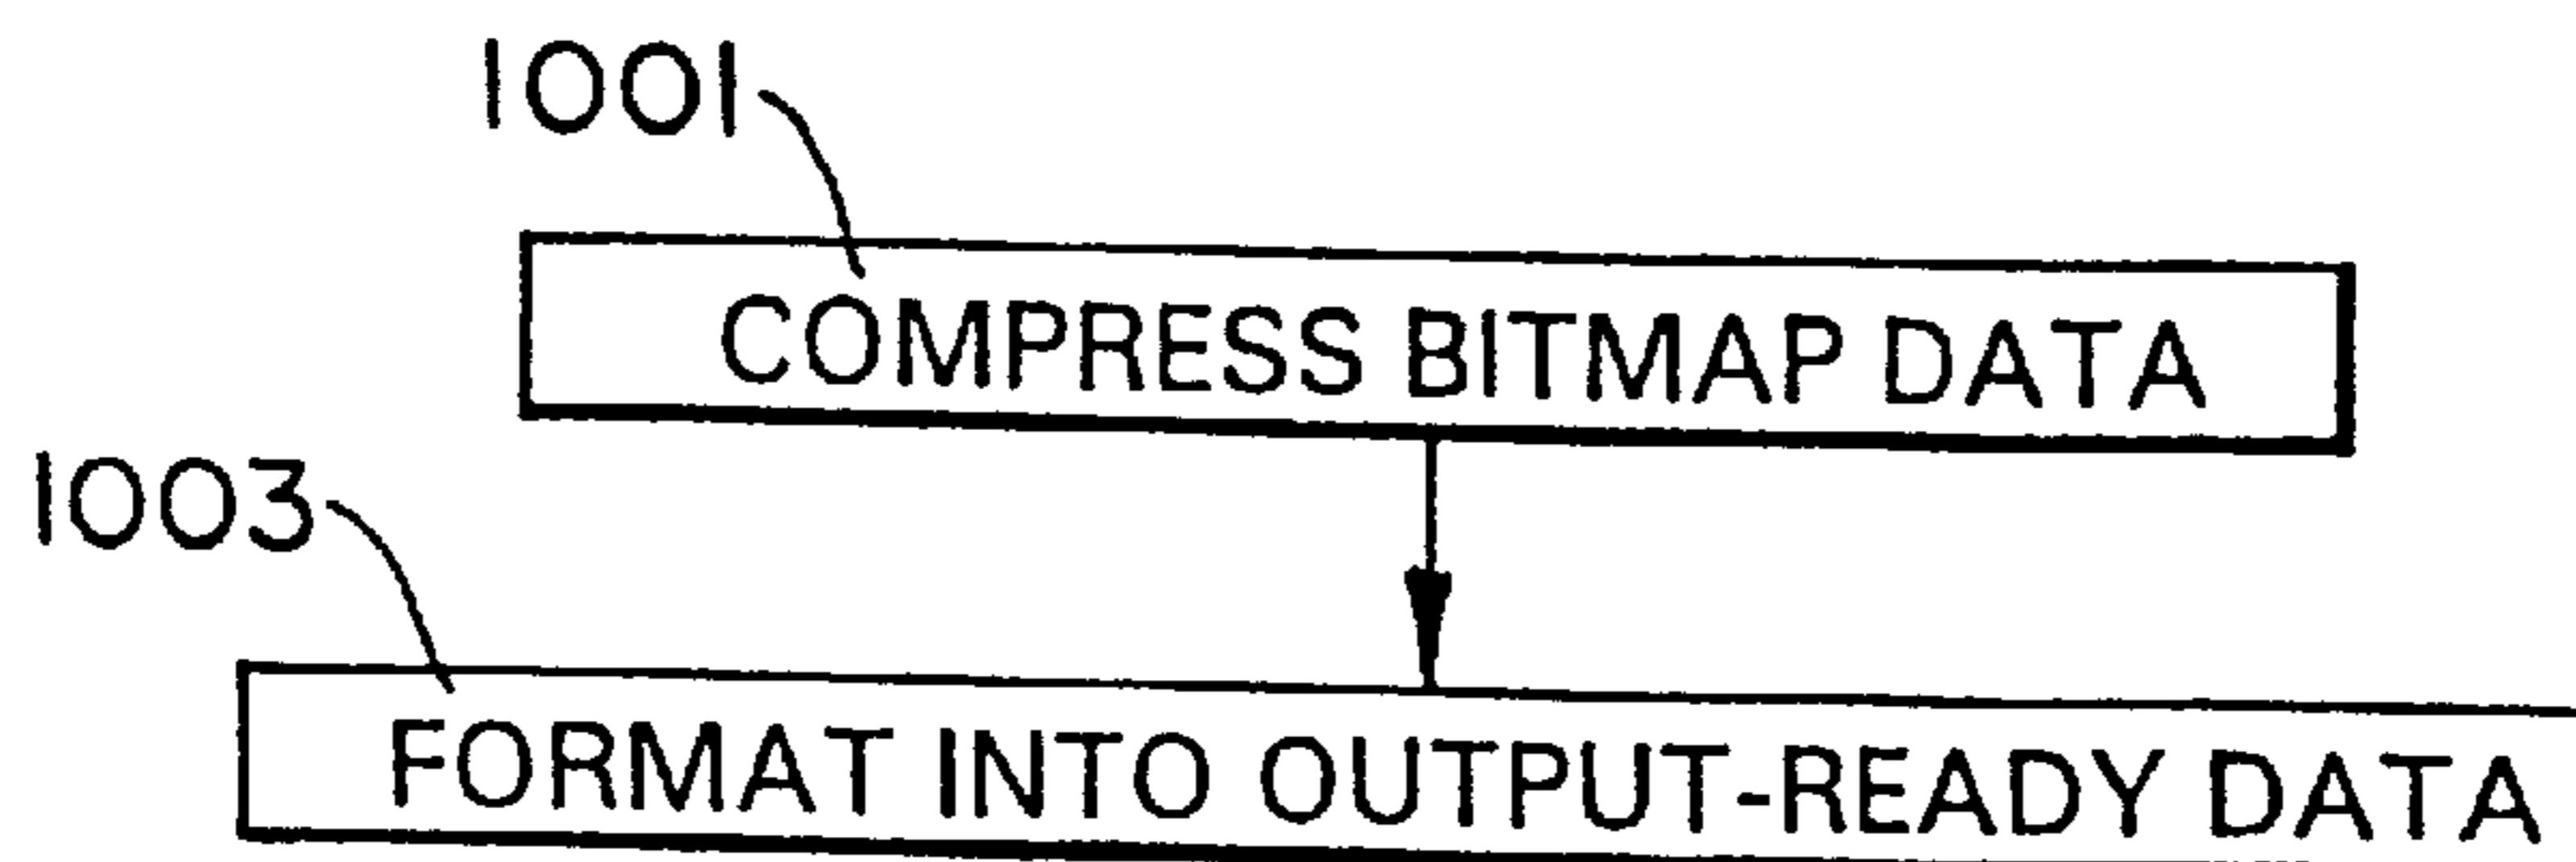 1001
COMPRESS BITMAP DATA
1003
FORMAT INTO OUTPUT-READY DATA